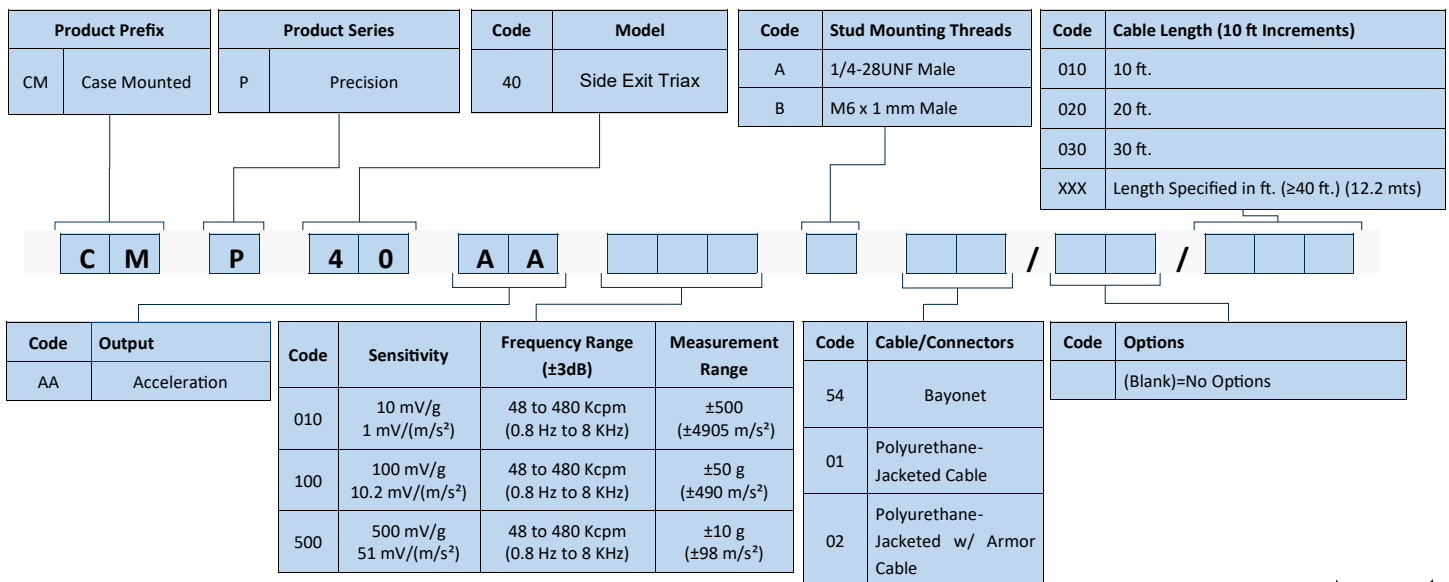 Product Prefix
CM Case Mounted
Product Series
P Precision
Code Model
40 Side Exit Triax
Code Stud Mounting Threads
A 1/4-28UNF Male
B M6 x 1 mm Male
Code Cable Length (10 ft Increments)
010 10 ft.
020 20 ft.
030 30 ft.
XXX Length Specified in ft. (≥40 ft.) (12.2 mts)
C M P 4 0 A A / /
Code Output
AA Acceleration
Code Sensitivity Frequency Range (±3dB) Measurement Range
010 10 mV/g 48 to 480 Kcpm ±500
1 mV/(m/s²) (0.8 Hz to 8 KHz) (±4905 m/s²)
100 100 mV/g 48 to 480 Kcpm ±50 g
10.2 mV/(m/s²) (0.8 Hz to 8 KHz) (±490 m/s²)
500 500 mV/g 48 to 480 Kcpm ±10 g
51 mV/(m/s²) (0.8 Hz to 8 KHz) (±98 m/s²)
Code Cable/Connectors
54 Bayonet
01 Polyurethane-
Jacketed Cable
02 Polyurethane-
Jacketed w/ Armor
Cable
Code Options
(Blank)=No Options